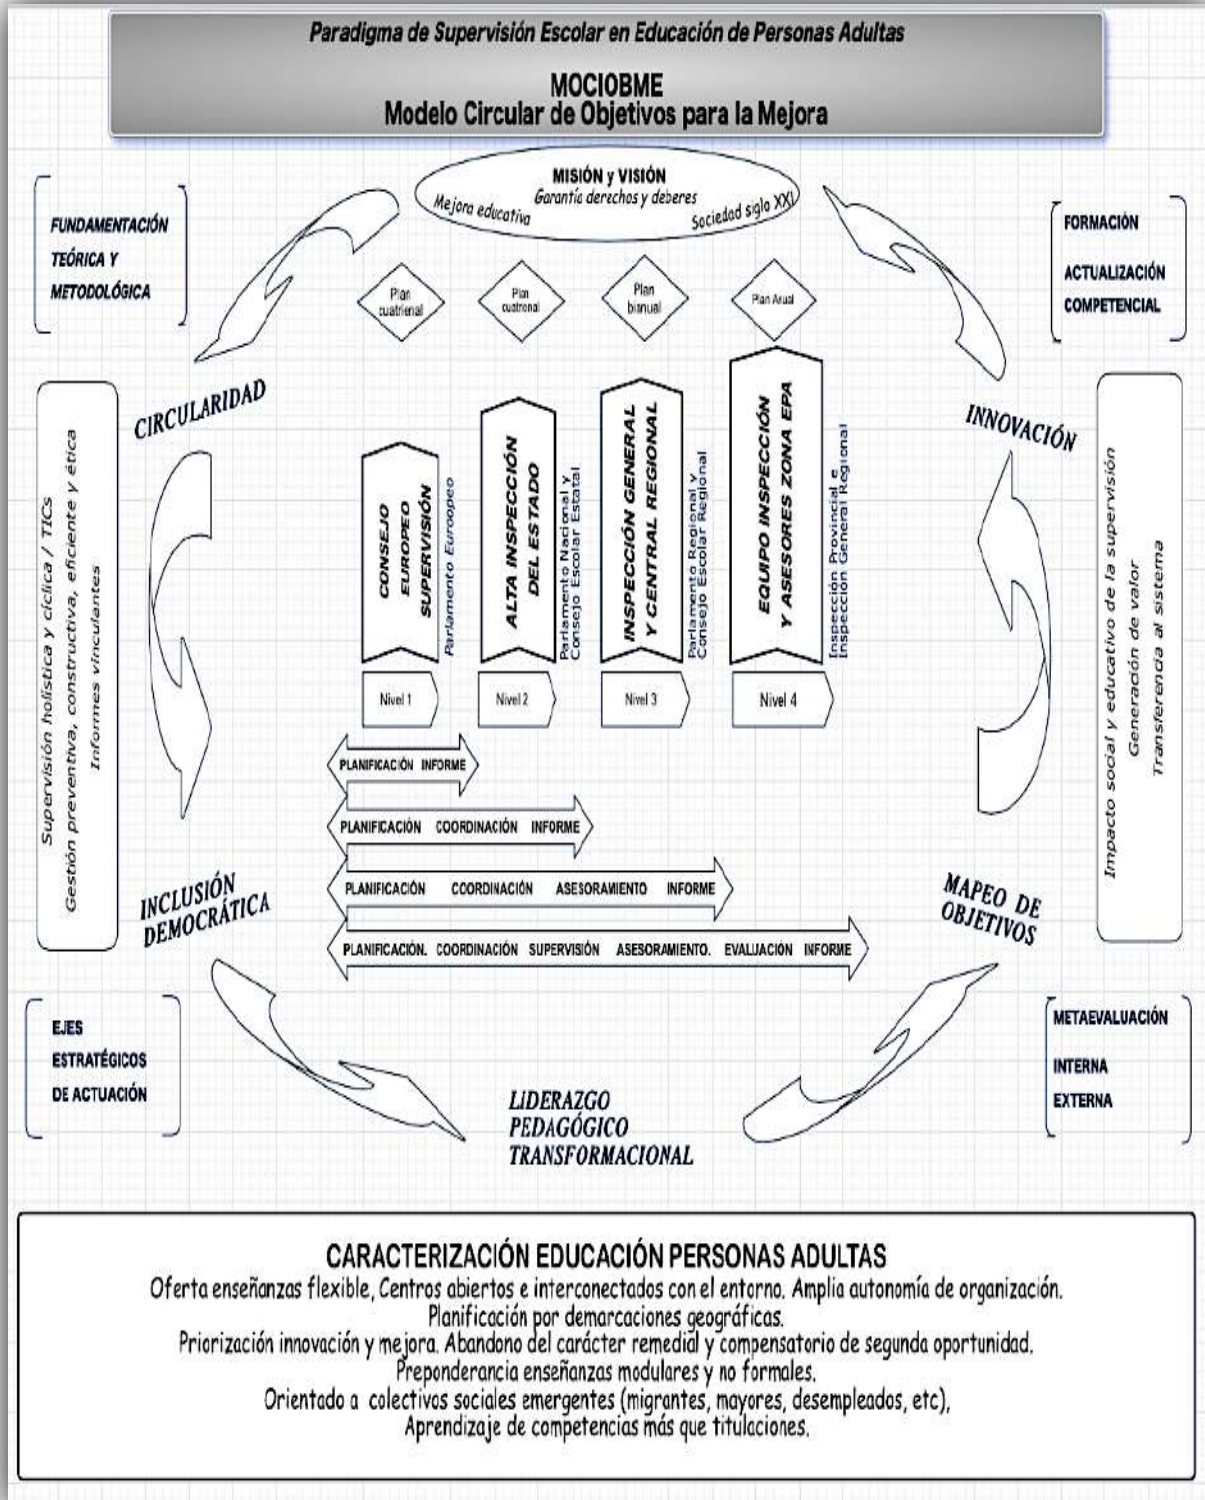 Paradigma de Supervisión Escolar en Educación de Personas Adultas
MOCIOBME
Modelo Circular de Objetivos para la Mejora
MISIÓN y VISIÓN
Garantía derechos y deberes
Mejora educativa
Sociedad siglo XXI
FUNDAMENTACIÓN
TEÓRICA Y
METODOLÓGICA
FORMACIÓN
ACTUALIZACIÓN
COMPETENCIAL
Plan
cuatrienal
Plan
cuatrienal
Plan
bianual
Plan Anual
CIRCULARIDAD
INNOVACIÓN
Supervisión holística y cíclica / TICs
Gestión preventiva, constructiva, eficiente y ética
Informes vinculantes
CONSEJO
EUROPEO
SUPERVISIÓN
Parlamento Euroopeo
ALTA INSPECCIÓN
DEL ESTADO
Parlamento Nacional y
Consejo Escolar Estatal
INSPECCIÓN GENERAL
Y CENTRAL REGIONAL
Parlamento Regional y
Consejo Escolar Regional
EQUIPO INSPECCIÓN
Y ASESORES ZONA EPA
Inspección Provincial e
Inspección General Regional
Impacto social y educativo de la supervisión
Generación de valor
Transferencia al sistema
Nivel 1
Nivel 2
Nivel 3
Nivel 4
PLANIFICACIÓN INFORME
PLANIFICACIÓN COORDINACIÓN INFORME
PLANIFICACIÓN COORDINACIÓN ASESORAMIENTO INFORME
PLANIFICACIÓN. COORDINACIÓN SUPERVISIÓN ASESORAMIENTO. EVALUACIÓN INFORME
INCLUSIÓN
DEMOCRÁTICA
MAPEO DE
OBJETIVOS
EJES
ESTRATÉGICOS
DE ACTUACIÓN
METAEVALUACIÓN
INTERNA
EXTERNA
LIDERAZGO
PEDAGÓGICO
TRANSFORMACIONAL
CARACTERIZACIÓN EDUCACIÓN PERSONAS ADULTAS
Oferta enseñanzas flexible, Centros abiertos e interconectados con el entorno. Amplia autonomía de organización.
Planificación por demarcaciones geográficas.
Priorización innovación y mejora. Abandono del carácter remedial y compensatorio de segunda oportunidad.
Preponderancia enseñanzas modulares y no formales.
Orientado a colectivos sociales emergentes (migrantes, mayores, desempleados, etc),
Aprendizaje de competencias más que titulaciones.